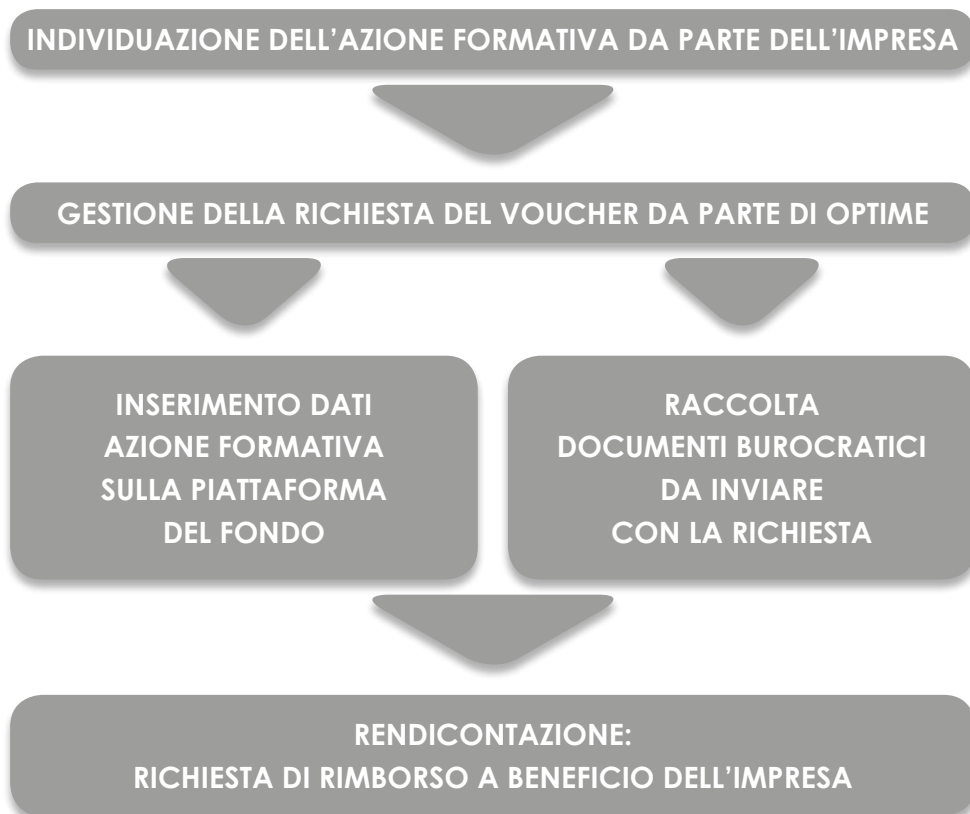 INDIVIDUAZIONE DELL'AZIONE FORMATIVA DA PARTE DELL'IMPRESA
GESTIONE DELLA RICHIESTA DEL VOUCHER DA PARTE DI OPTIME
INSERIMENTO DATI
AZIONE FORMATIVA
SULLA PIATTAFORMA
DEL FONDO
RACCOLTA
DOCUMENTI BUROCRATICI
DA INVIARE
CON LA RICHIESTA
RENDICONTAZIONE:
RICHIESTA DI RIMBORSO A BENEFICIO DELL'IMPRESA